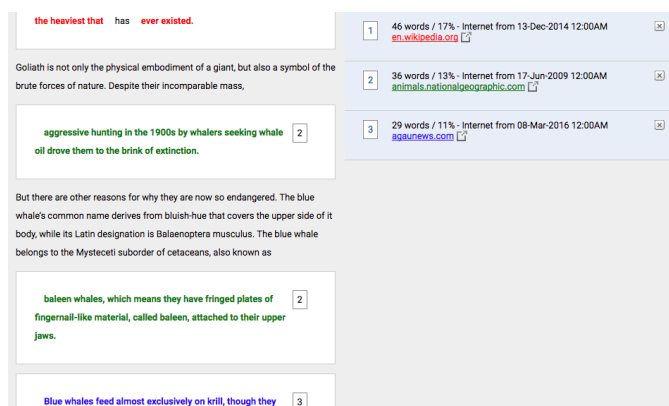 the heaviest that has ever existed.
Goliath is not only the physical embodiment of a giant, but also a symbol of the
brute forces of nature. Despite their incomparable mass,
aggressive hunting in the 1900s by whalers seeking whale 2
oil drove them to the brink of extinction.
But there are other reasons for why they are now so endangered. The blue
whale's common name derives from bluish-hue that covers the upper side of it
body, while its Latin designation is Balaenoptera musculus. The blue whale
belongs to the Mysteceti suborder of cetaceans, also known as
baleen whales, which means they have fringed plates of 2
fingernail-like material, called baleen, attached to their upper
jaws.
Blue whales feed almost exclusively on krill, though they 3
1 46 words / 17% - Internet from 13-Dec-2014 12:00AM
en.wikipedia.org
2 36 words / 13% - Internet from 17-Jun-2009 12:00AM
animals.nationalgeographic.com
3 29 words / 11% - Internet from 08-Mar-2016 12:00AM
agaunews.com